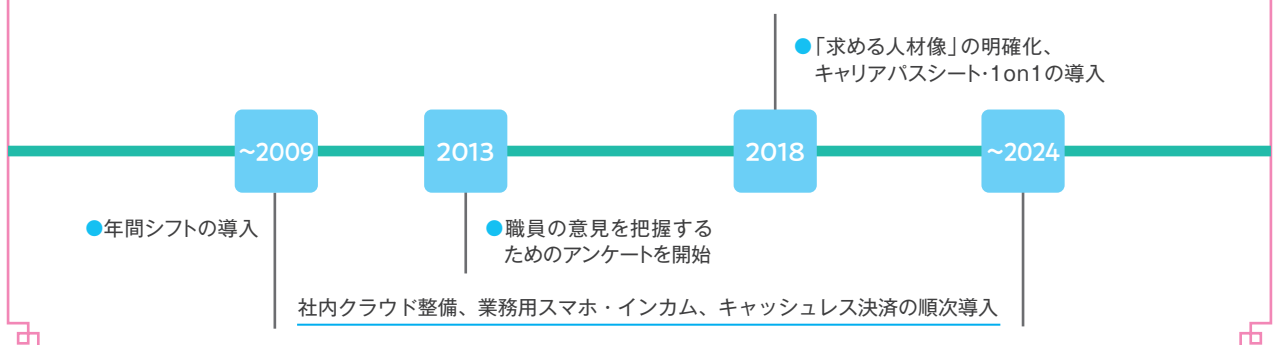 ●「求める人材像」の明確化、
キャリアパスシート・1on1の導入
~2009
2013
2018
~2024
●年間シフトの導入
●職員の意見を把握する
ためのアンケートを開始
社内クラウド整備、業務用スマホ・インカム、キャッシュレス決済の順次導入